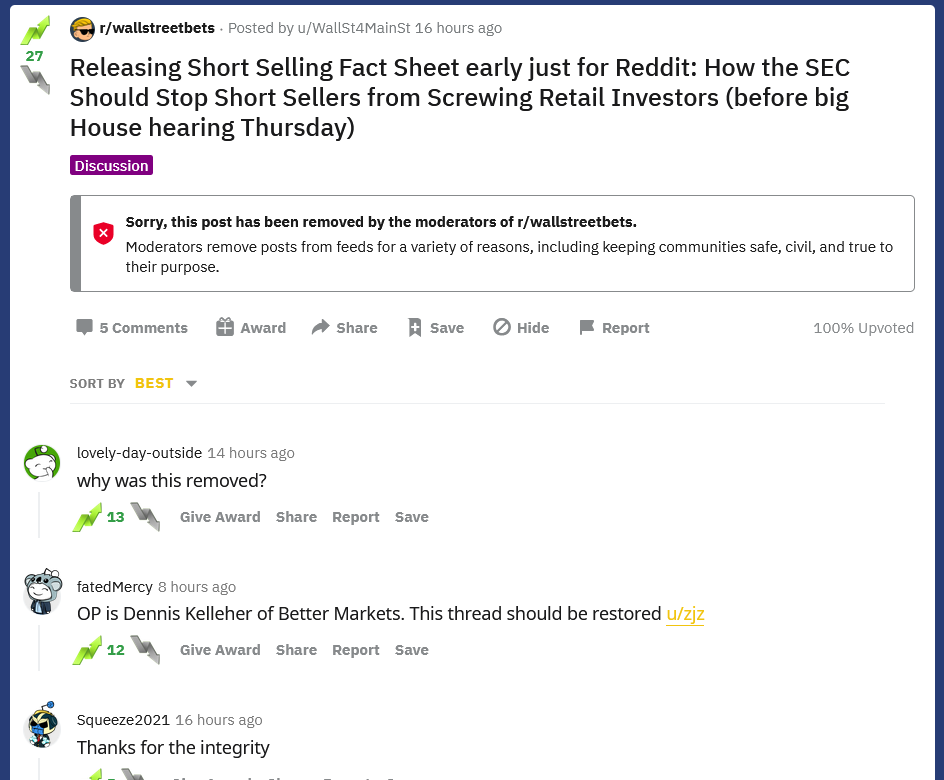 r/wallstreetbets · Posted by u/WallSt4MainSt 16 hours ago
27
Releasing Short Selling Fact Sheet early just for Reddit: How the SEC
Should Stop Short Sellers from Screwing Retail Investors (before big
House hearing Thursday)
Discussion
Sorry, this post has been removed by the moderators of r/wallstreetbets.
Moderators remove posts from feeds for a variety of reasons, including keeping communities safe, civil, and true to
their purpose.
5 Comments Award Share Save Hide Report 100% Upvoted
SORT BY BEST
lovely-day-outside 14 hours ago
why was this removed?
13 Give Award Share Report Save
fatedMercy 8 hours ago
OP is Dennis Kelleher of Better Markets. This thread should be restored u/zjz
12 Give Award Share Report Save
Squeeze2021 16 hours ago
Thanks for the integrity